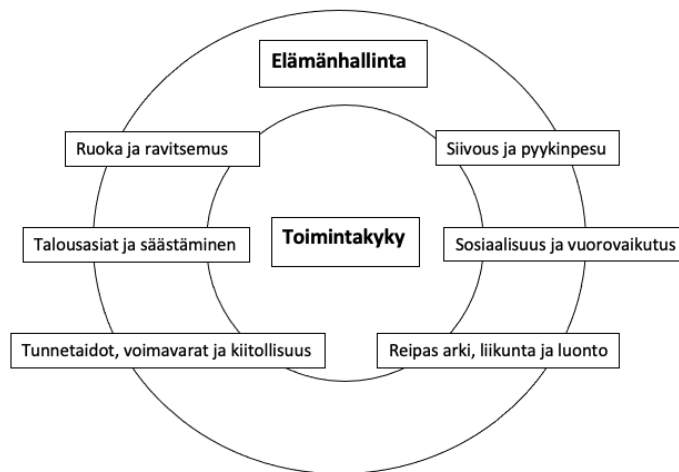 Elämänhallinta
Ruoka ja ravitsemus
Siivous ja pyykinpesu
Talousasiat ja säästäminen
Toimintakyky
Sosiaalisuus ja vuorovaikutus
Tunnetaidot, voimavarat ja kiitollisuus
Reipas arki, liikunta ja luonto